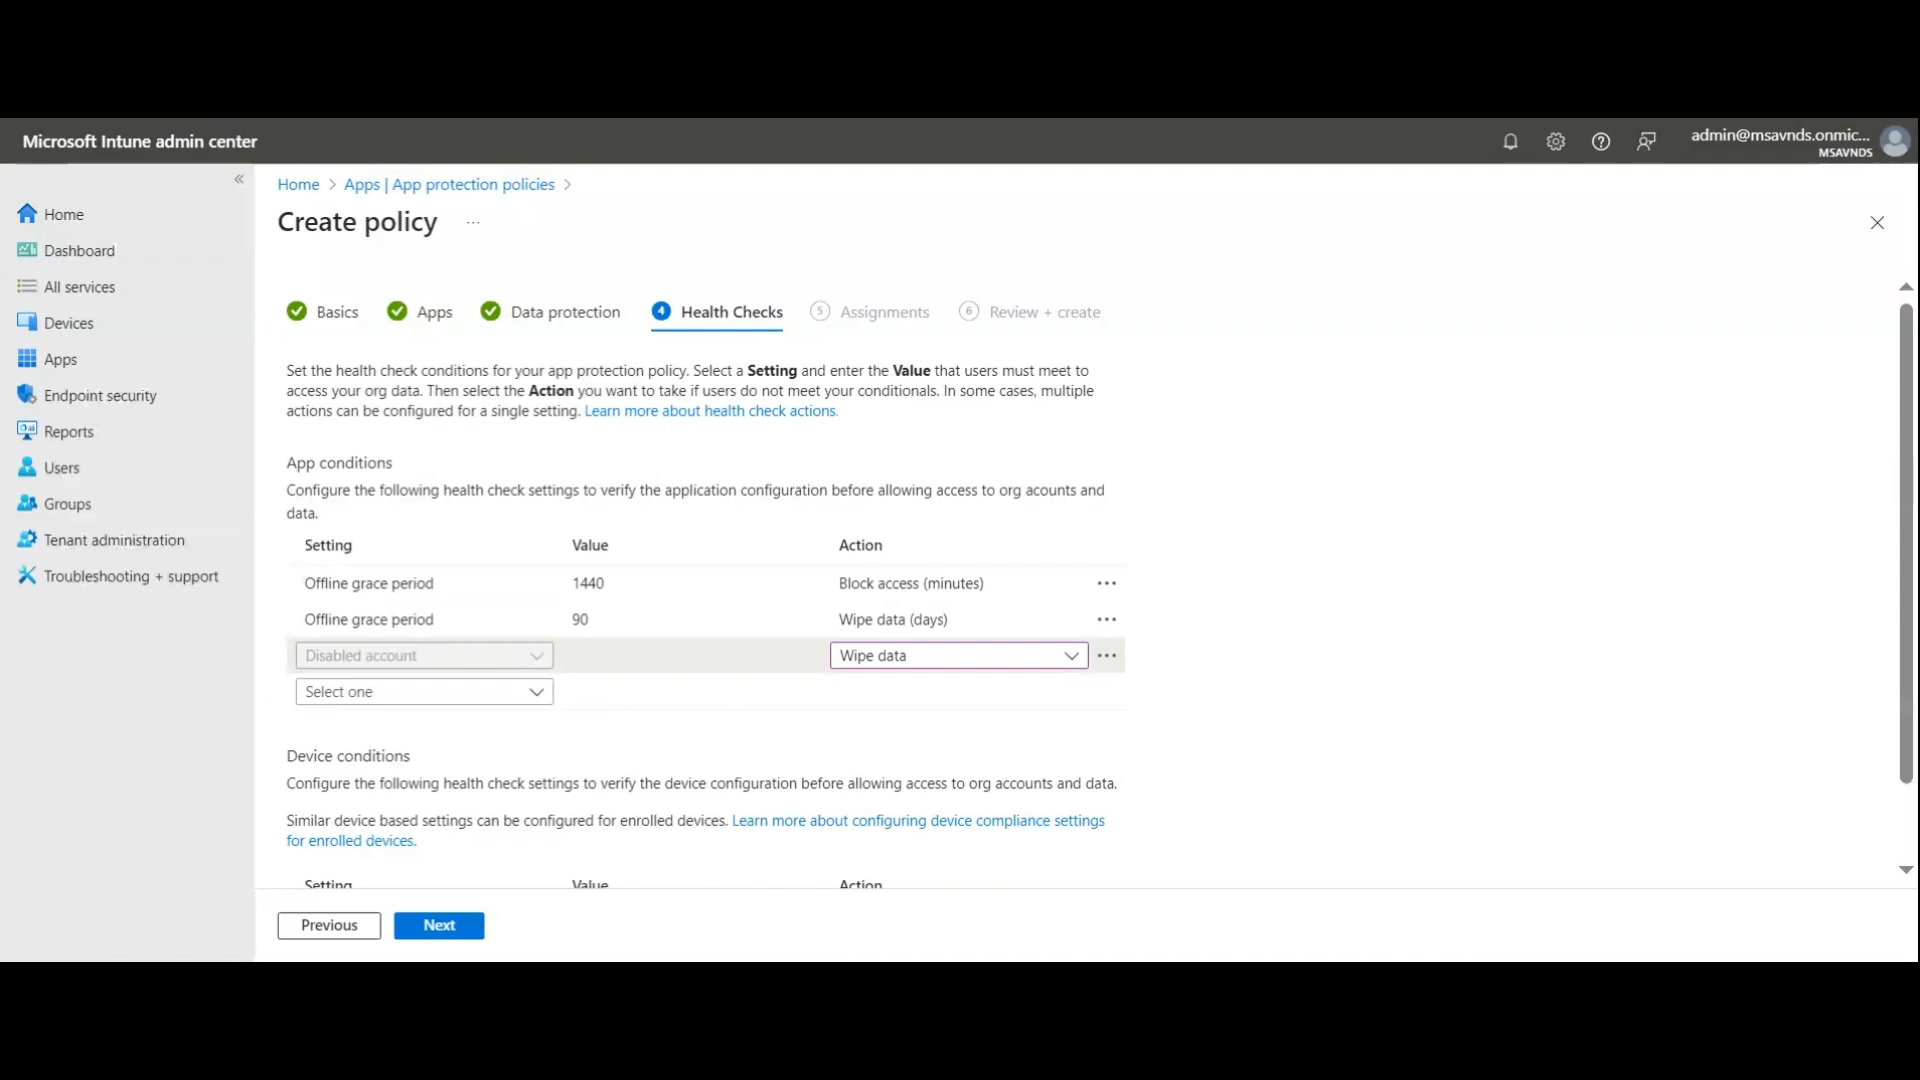 Microsoft Intune admin center
admin@msavnds.onmic...
MSAVNDS
«
Home
Dashboard
All services
Devices
Apps
Endpoint security
Reports
Users
Groups
Tenant administration
Troubleshooting + support
Home > Apps | App protection policies >
Create policy ...
Basics
Apps
Data protection
4 Health Checks
5 Assignments
6 Review + create
Set the health check conditions for your app protection policy. Select a Setting and enter the Value that users must meet to
access your org data. Then select the Action you want to take if users do not meet your conditionals. In some cases, multiple
actions can be configured for a single setting. Learn more about health check actions.
App conditions
Configure the following health check settings to verify the application configuration before allowing access to org acounts and
data.
Setting Value Action
Offline grace period 1440 Block access (minutes) ...
Offline grace period 90 Wipe data (days) ...
Disabled account Wipe data ...
Select one
Device conditions
Configure the following health check settings to verify the device configuration before allowing access to org accounts and data.
Similar device based settings can be configured for enrolled devices. Learn more about configuring device compliance settings
for enrolled devices.
Setting Value Action
Previous Next